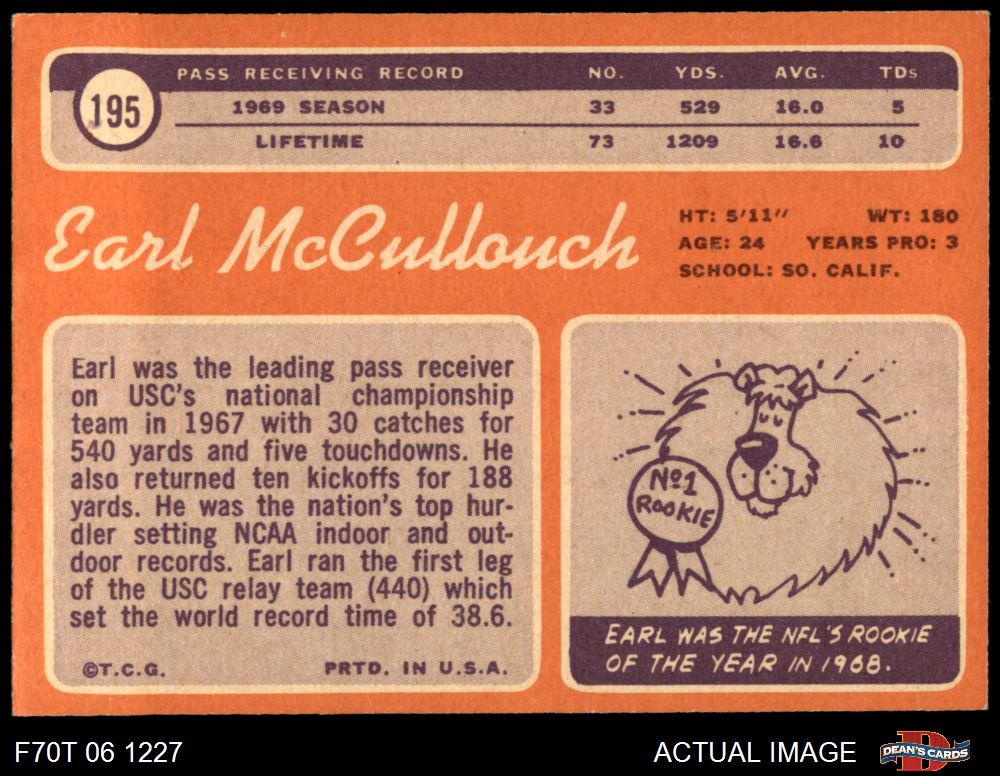 195
PASS RECEIVING RECORD NO. YDS. AVG. TDs
1969 SEASON 33 529 16.0 5
LIFETIME 73 1209 16.6 10
Earl McCullouch
HT: 5'11" WT: 180
AGE: 24 YEARS PRO: 3
SCHOOL: SO. CALIF.
Earl was the leading pass receiver
on USC's national championship
team in 1967 with 30 catches for
540 yards and five touchdowns. He
also returned ten kickoffs for 188
yards. He was the nation's top hur-
dler setting NCAA indoor and out-
door records. Earl ran the first leg
of the USC relay team (440) which
set the world record time of 38.6.
©T.C.G. PRTD. IN U.S.A.
Nº1
ROOKIE
EARL WAS THE NFL'S ROOKIE
OF THE YEAR IN 1968.
F70T 06 1227 ACTUAL IMAGE
D
DEAN'S CARDS